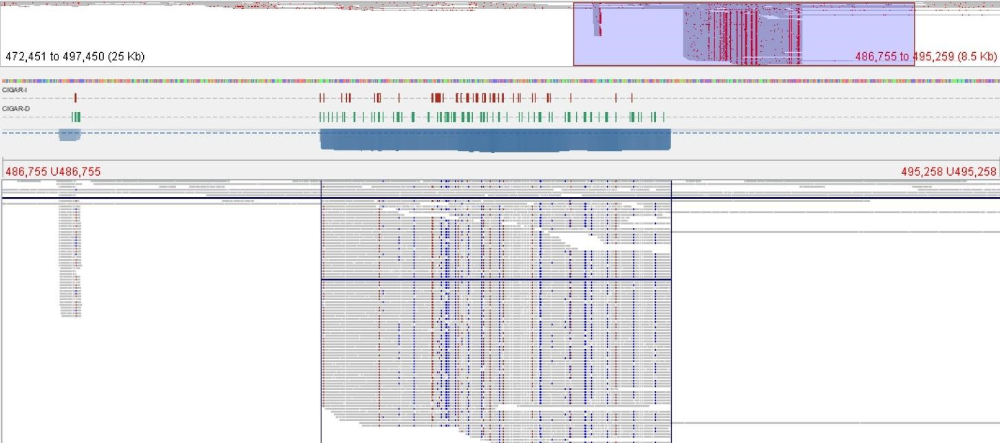 472,451 to 497,450 (25 Kb)
486,755 to 495,259 (8.5 Kb)
CIGAR-I
CIGAR-D
486,755 U486,755
495,258 U495,258